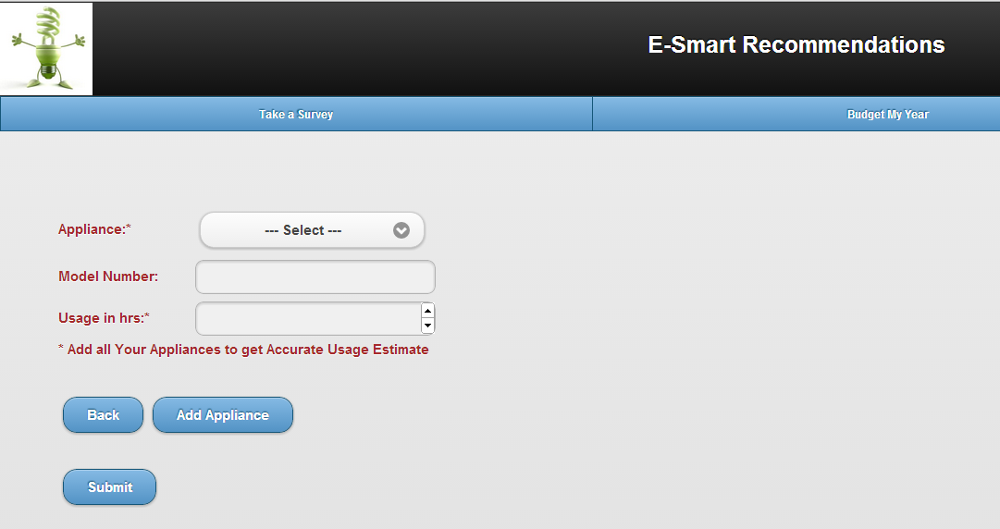 E-Smart Recommendations
Take a Survey
Budget My Year
Appliance:*
--- Select ---
Model Number:
Usage in hrs:*
* Add all Your Appliances to get Accurate Usage Estimate
Back
Add Appliance
Submit